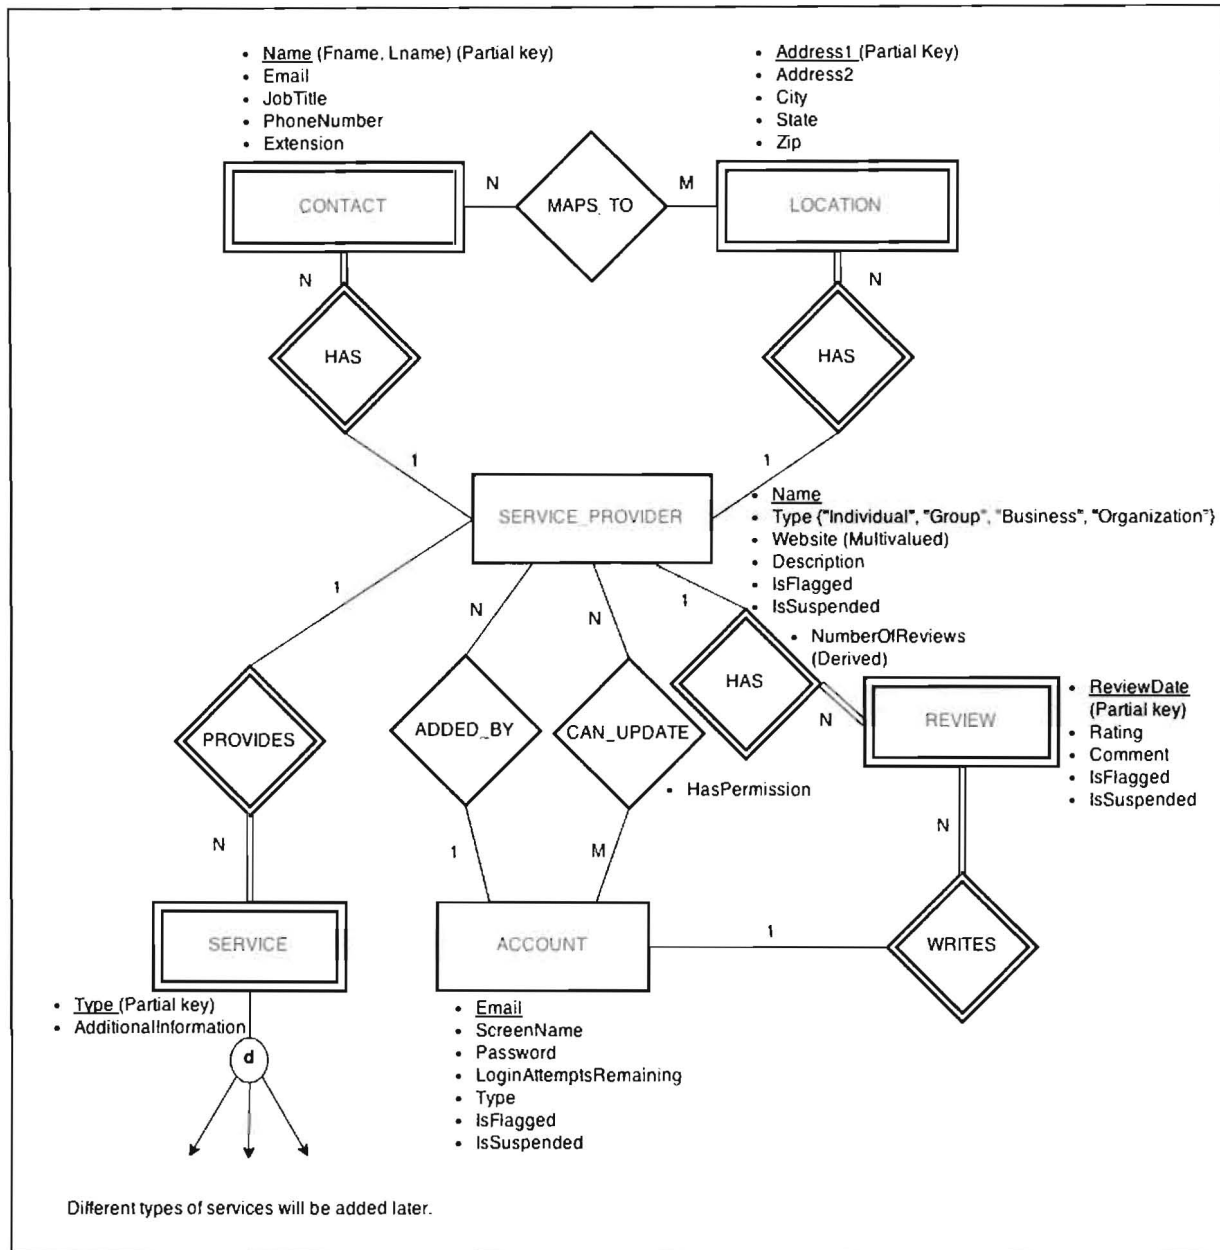 • Name (Fname, Lname) (Partial key)
• Email
• JobTitle
• PhoneNumber
• Extension
• Address1 (Partial Key)
• Address2
• City
• State
• Zip
CONTACT
N
MAPS_TO
M
LOCATION
N
N
HAS
HAS
1
1
SERVICE_PROVIDER
• Name
• Type {"Individual", "Group", "Business", "Organization"}
• Website (Multivalued)
• Description
• IsFlagged
• IsSuspended
1
N
N
1
• NumberOfReviews
(Derived)
PROVIDES
ADDED_BY
CAN_UPDATE
HAS
N
REVIEW
• ReviewDate
(Partial key)
• Rating
• Comment
• IsFlagged
• IsSuspended
• HasPermission
N
1
M
N
SERVICE
ACCOUNT
1
WRITES
• Type (Partial key)
• AdditionalInformation
d
• Email
• ScreenName
• Password
• LoginAttemptsRemaining
• Type
• IsFlagged
• IsSuspended
Different types of services will be added later.